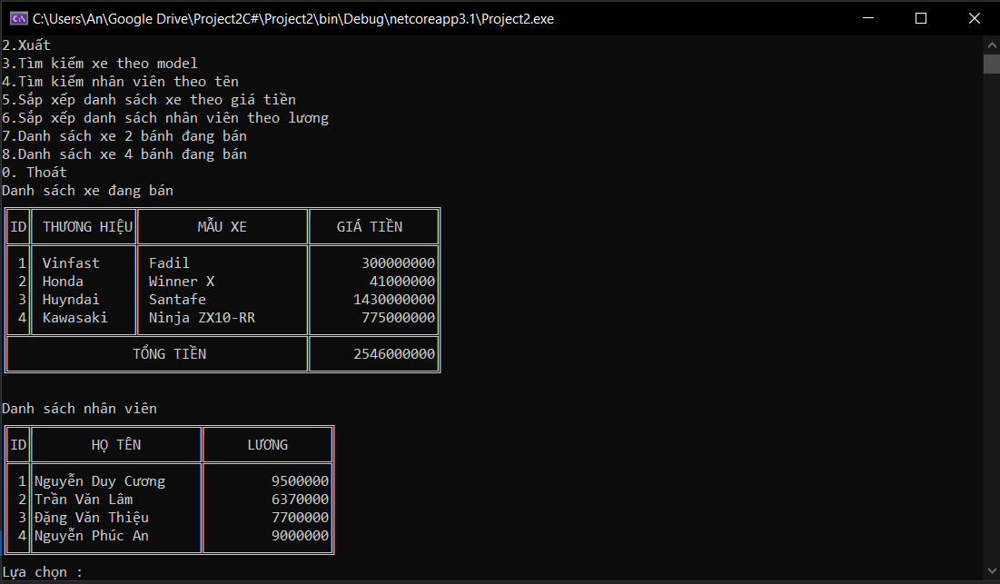 C:\Users\An\Google Drive\Project2C#\Project2\bin\Debug\netcoreapp3.1\Project2.exe
2.Xuất
3.Tìm kiếm xe theo model
4.Tìm kiếm nhân viên theo tên
5.Sắp xếp danh sách xe theo giá tiền
6.Sắp xếp danh sách nhân viên theo lương
7.Danh sách xe 2 bánh đang bán
8.Danh sách xe 4 bánh đang bán
0. Thoát
Danh sách xe đang bán
ID THƯƠNG HIỆU MẪU XE GIÁ TIỀN
1 Vinfast Fadil 300000000
2 Honda Winner X 41000000
3 Huyndai Santafe 1430000000
4 Kawasaki Ninja ZX10-RR 775000000
TỔNG TIỀN 2546000000
Danh sách nhân viên
ID HỌ TÊN LƯƠNG
1 Nguyễn Duy Cương 9500000
2 Trần Văn Lâm 6370000
3 Đặng Văn Thiệu 7700000
4 Nguyễn Phúc An 9000000
Lựa chọn :